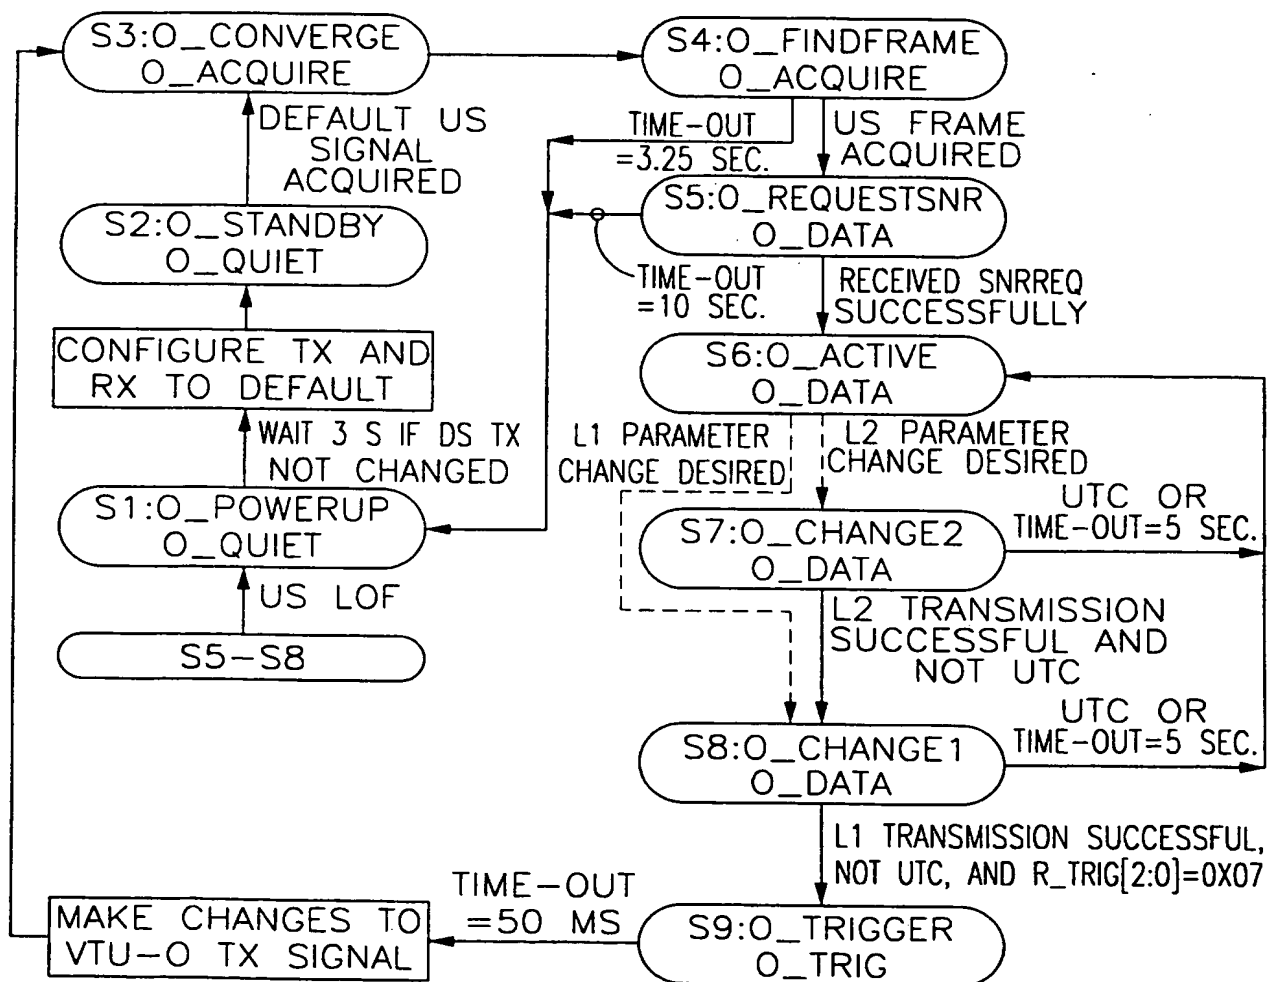 S3:O_CONVERGE
O_ACQUIRE
S4:O_FINDFRAME
O_ACQUIRE
DEFAULT US
SIGNAL
ACQUIRED
TIME-OUT
=3.25 SEC.
US FRAME
ACQUIRED
S2:O_STANDBY
O_QUIET
S5:O_REQUESTSNR
O_DATA
TIME-OUT
=10 SEC.
RECEIVED SNRREQ
SUCCESSFULLY
CONFIGURE TX AND
RX TO DEFAULT
S6:O_ACTIVE
O_DATA
WAIT 3 S IF DS TX
NOT CHANGED
L1 PARAMETER
CHANGE DESIRED
L2 PARAMETER
CHANGE DESIRED
S1:O_POWERUP
O_QUIET
UTC OR
TIME-OUT=5 SEC.
S7:O_CHANGE2
O_DATA
US LOF
S5-S8
L2 TRANSMISSION
SUCCESSFUL AND
NOT UTC
UTC OR
TIME-OUT=5 SEC.
S8:O_CHANGE1
O_DATA
L1 TRANSMISSION SUCCESSFUL,
NOT UTC, AND R_TRIG[2:0]=0X07
TIME-OUT
=50 MS
MAKE CHANGES TO
VTU-O TX SIGNAL
S9:O_TRIGGER
O_TRIG